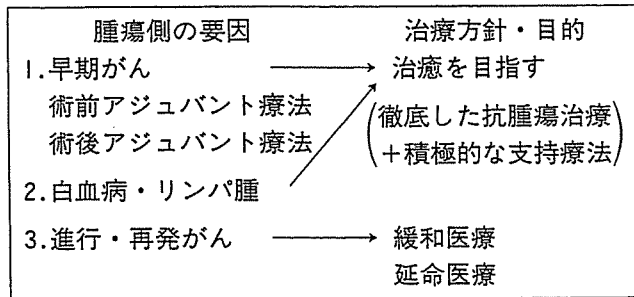 腫瘍側の要因 治療方針・目的
1.早期がん → 治癒を目指す
術前アジュバント療法 (徹底した抗腫瘍治療
術後アジュバント療法 +積極的な支持療法)
2.白血病・リンパ腫
3.進行・再発がん → 緩和医療
延命医療